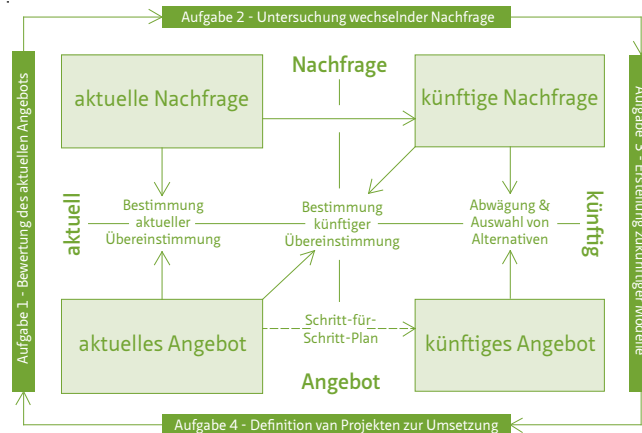 Aufgabe 2 - Untersuchung wechselnder Nachfrage
Nachfrage
aktuelle Nachfrage
künftige Nachfrage
Aufgabe 1 - Bewertung des aktuellen Angebots
aktuell
Bestimmung
aktueller
Übereinstimmung
Bestimmung
künftiger
Übereinstimmung
Abwägung &
Auswahl von
Alternativen
künftig
Aufgabe 3 - Erstellung zukünftiger Modelle
aktuelles Angebot
Schritt-für-
Schritt-Plan
künftiges Angebot
Angebot
Aufgabe 4 - Definition van Projekten zur Umsetzung